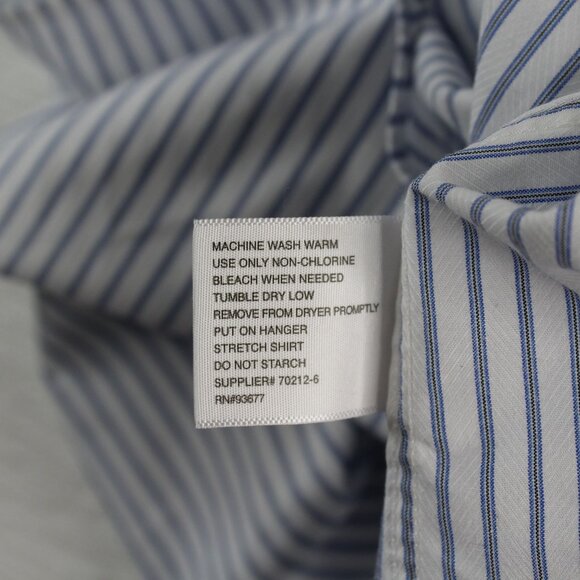 MACHINE WASH WARM
USE ONLY NON-CHLORINE
BLEACH WHEN NEEDED
TUMBLE DRY LOW
REMOVE FROM DRYER PROMPTLY
PUT ON HANGER
STRETCH SHIRT
DO NOT STARCH
SUPPLIER# 70212-6
RN#93677